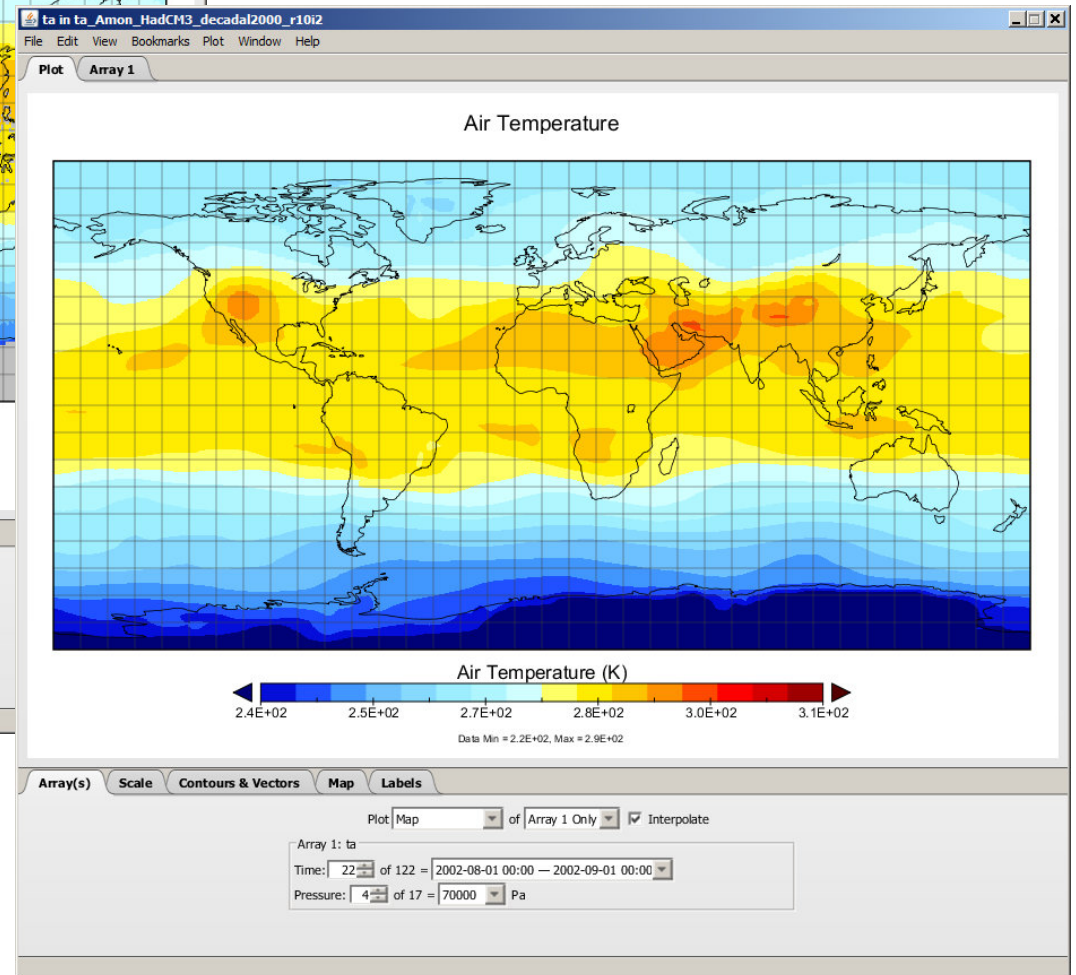 ta in ta_Amon_HadCM3_decadal2000_r10i2
File Edit View Bookmarks Plot Window Help
Plot Array 1
Air Temperature
Air Temperature (K)
2.4E+02 2.5E+02 2.7E+02 2.8E+02 3.0E+02 3.1E+02
Data Min = 2.2E+02, Max = 2.9E+02
Array(s) Scale Contours & Vectors Map Labels
Plot Map of Array 1 Only Interpolate
Array 1: ta
Time: 22 of 122 = 2002-08-01 00:00 — 2002-09-01 00:00
Pressure: 4 of 17 = 70000 Pa